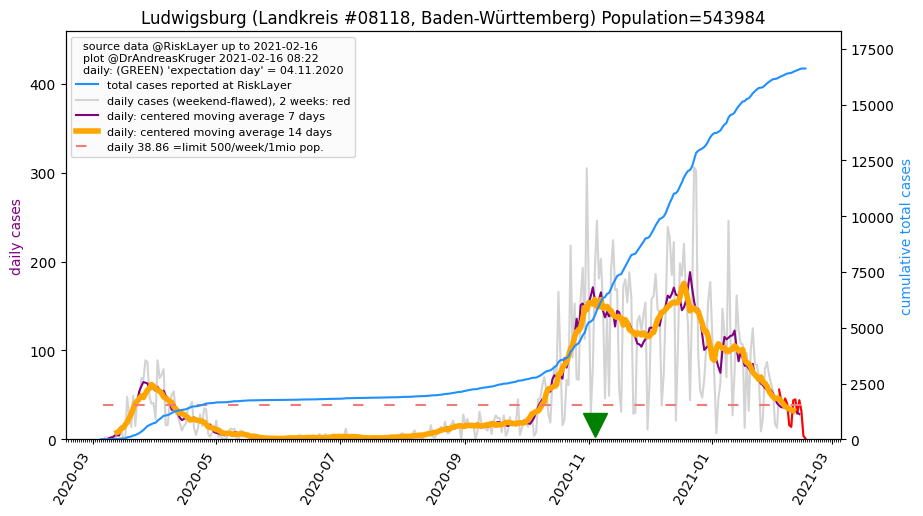 Ludwigsburg (Landkreis #08118, Baden-Württemberg) Population=543984
source data @RiskLayer up to 2021-02-16
plot @DrAndreasKruger 2021-02-16 08:22
daily: (GREEN) 'expectation day' = 04.11.2020
total cases reported at RiskLayer
daily cases (weekend-flawed), 2 weeks: red
daily: centered moving average 7 days
daily: centered moving average 14 days
daily 38.86 =limit 500/week/1mio pop.
daily cases
400
300
200
100
0
17500
15000
12500
10000
7500
5000
2500
0
cumulative total cases
2020-03
2020-05
2020-07
2020-09
2020-11
2021-01
2021-03